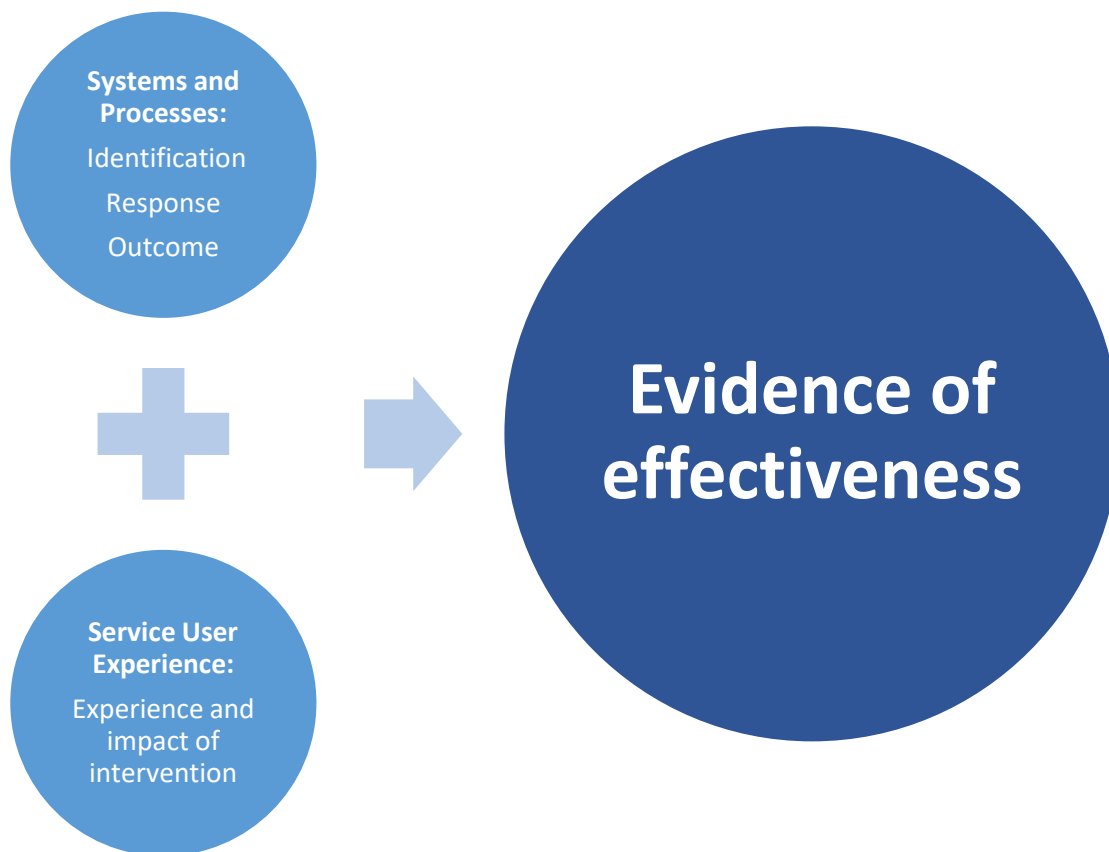 Systems and
Processes:
Identification
Response
Outcome
Service User
Experience:
Experience and
impact of
intervention
Evidence of
effectiveness